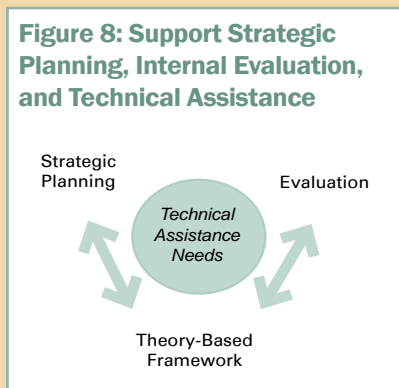 Figure 8: Support Strategic
Planning, Internal Evaluation,
and Technical Assistance
Strategic
Planning
Evaluation
Technical
Assistance
Needs
Theory-Based
Framework